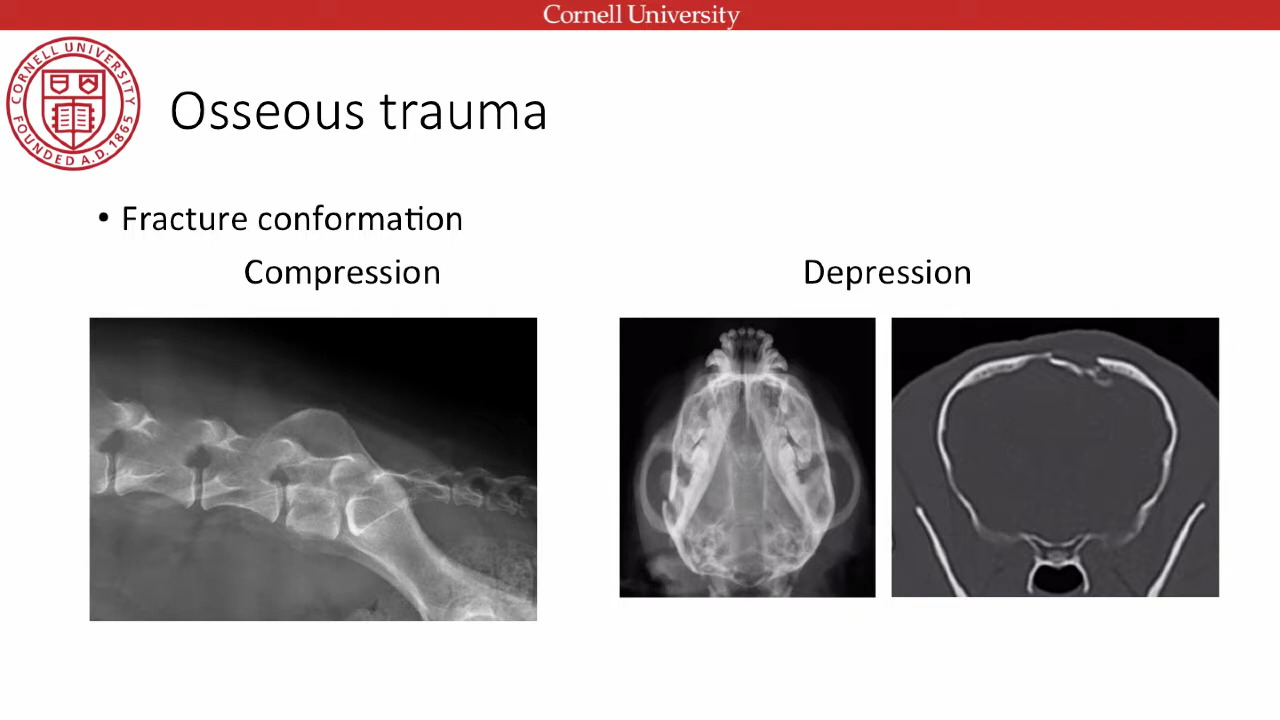 Cornell University
CORNELL UNIVERSITY
FOUNDED A.D. 1865
Osseous trauma
• Fracture conformation
Compression
Depression